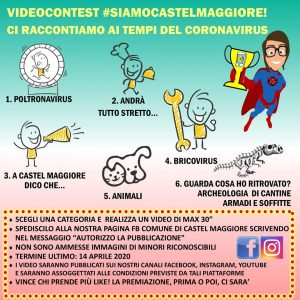 VIDEOCONTEST #SIAMOCASTELMAGGIORE!
CI RACCONTIAMO AI TEMPI DEL CORONAVIRUS
1. POLTRONAVIRUS
2. ANDRÀ
TUTTO STRETTO...
3. A CASTEL MAGGIORE
DICO CHE...
4. BRICOVIRUS
5. ANIMALI
6. GUARDA COSA HO RITROVATO?
ARCHEOLOGIA DI CANTINE
ARMADI E SOFFITTE
• SCEGLI UNA CATEGORIA E REALIZZA UN VIDEO DI MAX 30"
• SPEDISCILO ALLA NOSTRA PAGINA FB COMUNE DI CASTEL MAGGIORE SCRIVENDO
NEL MESSAGGIO "AUTORIZZO LA PUBBLICAZIONE"
• NON SONO AMMESSE IMMAGINI DI MINORI RICONOSCIBILI
• TERMINE ULTIMO: 14 APRILE 2020
• I VIDEO SARANNO PUBBLICATI SUI NOSTRI CANALI FACEBOOK, INSTAGRAM, YOUTUBE
E SARANNO ASSOGGETTATI ALLE CONDIZIONI PREVISTE DA TALI PIATTAFORME
• VINCE CHI PRENDE PIÙ LIKE! LA PREMIAZIONE, PRIMA O POI, CI SARA'